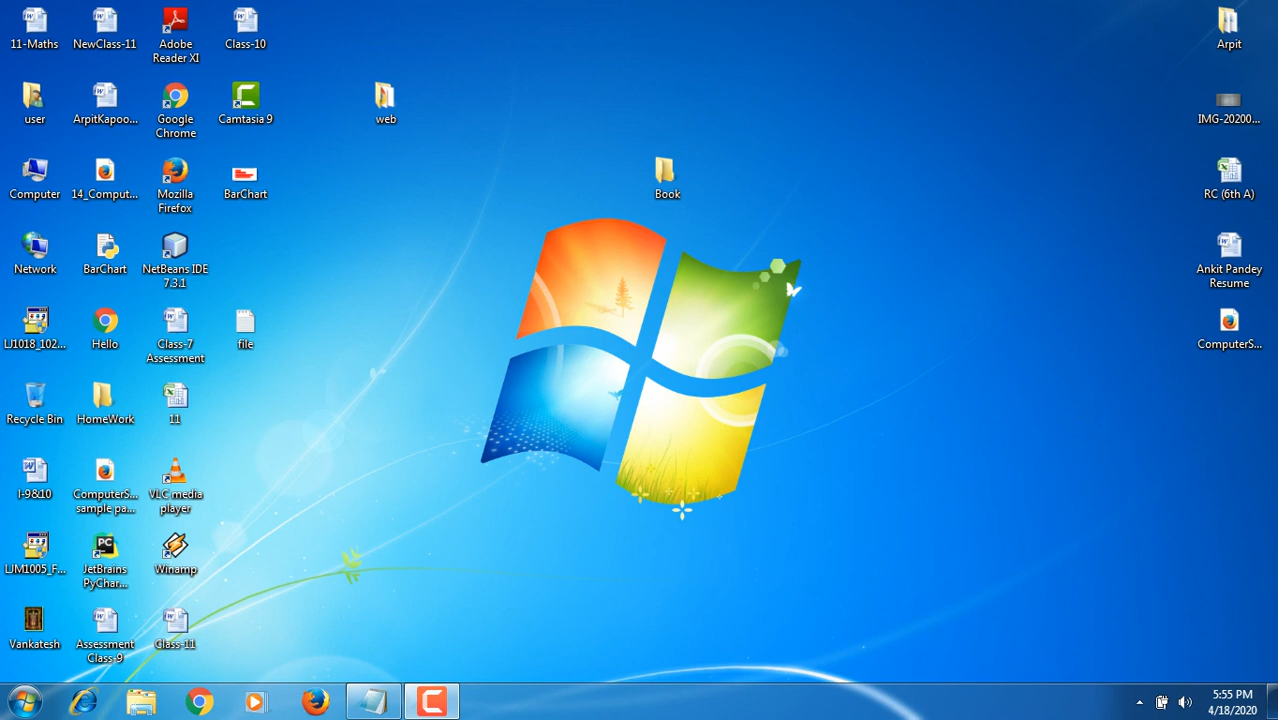 11-Maths
NewClass-11
Adobe
Reader XI
Class-10
Arpit
user
ArpitKapoo...
Google
Chrome
Camtasia 9
web
IMG-20200...
Computer
14_Comput...
Mozilla
Firefox
BarChart
Book
RC (6th A)
Network
BarChart
NetBeans IDE
7.3.1
Ankit Pandey
Resume
LJ1018_102...
Hello
Class-7
Assessment
file
ComputerS...
Recycle Bin
HomeWork
11
I-9&10
ComputerS...
sample pa...
VLC media
player
LJM1005_F...
PC
JetBrains
PyChar...
Winamp
Vankatesh
Assessment
Class-9
Class-11
5:55 PM
4/18/2020